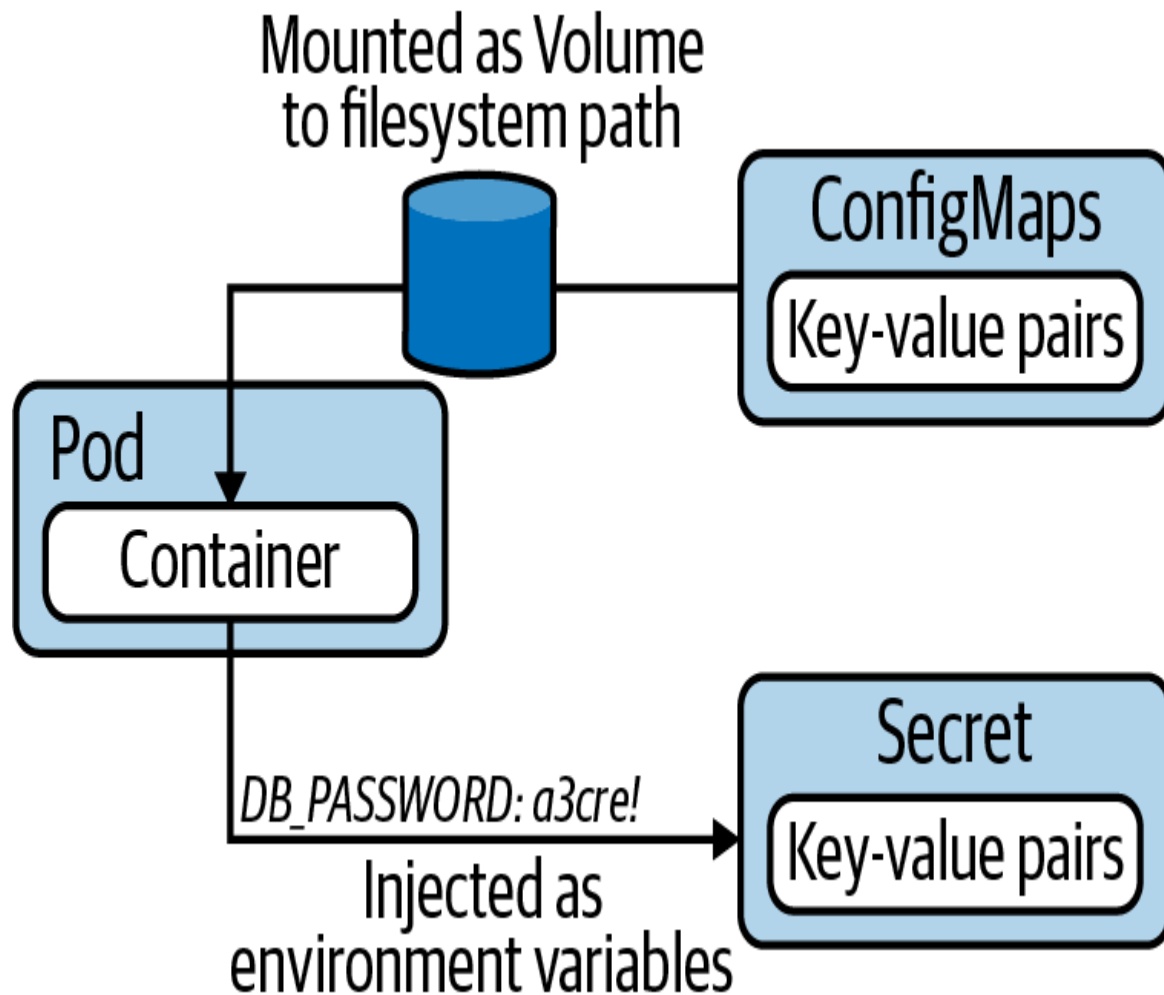 Mounted as Volume
to filesystem path
ConfigMaps
Key-value pairs
Pod
Container
Secret
Key-value pairs
DB_PASSWORD: a3cre!
Injected as
environment variables